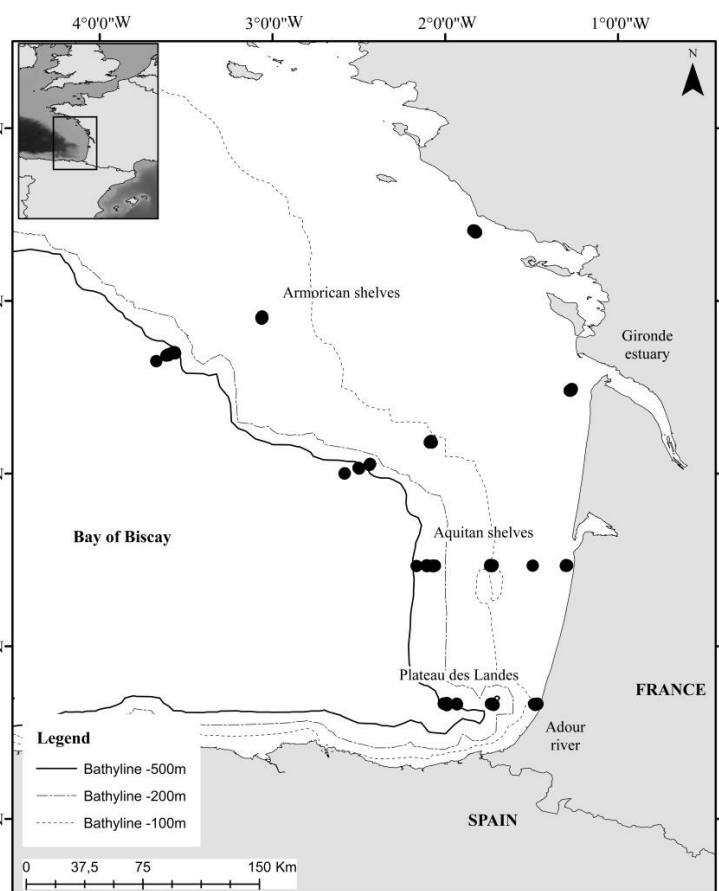 4°0'0"W 3°0'0"W 2°0'0"W 1°0'0"W
N
N
Armorican shelves
N
Gironde
estuary
N
Bay of Biscay
Aquitan shelves
N
Plateau des Landes
FRANCE
Adour
river
Legend
Bathyline -500m
Bathyline -200m
Bathyline -100m
N
SPAIN
0 37,5 75 150 Km